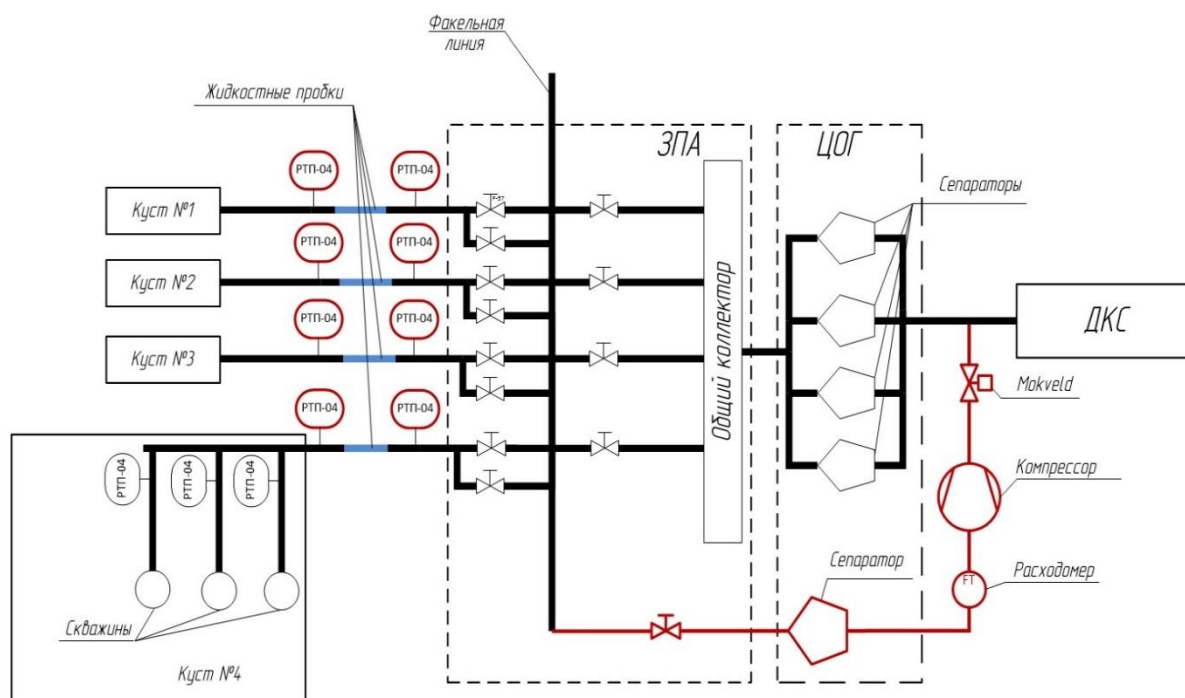 Факельная
линия
Жидкостные пробки
ЗПА
ЦОГ
РТП-04
РТП-04
Сепараторы
Куст №1
РТП-04
РТП-04
Куст №2
РТП-04
РТП-04
Куст №3
ДКС
Общий коллектор
Mokveld
РТП-04
РТП-04
РТП-04
РТП-04
РТП-04
Компрессор
Сепаратор
FT
Расходомер
Скважины
Куст №4